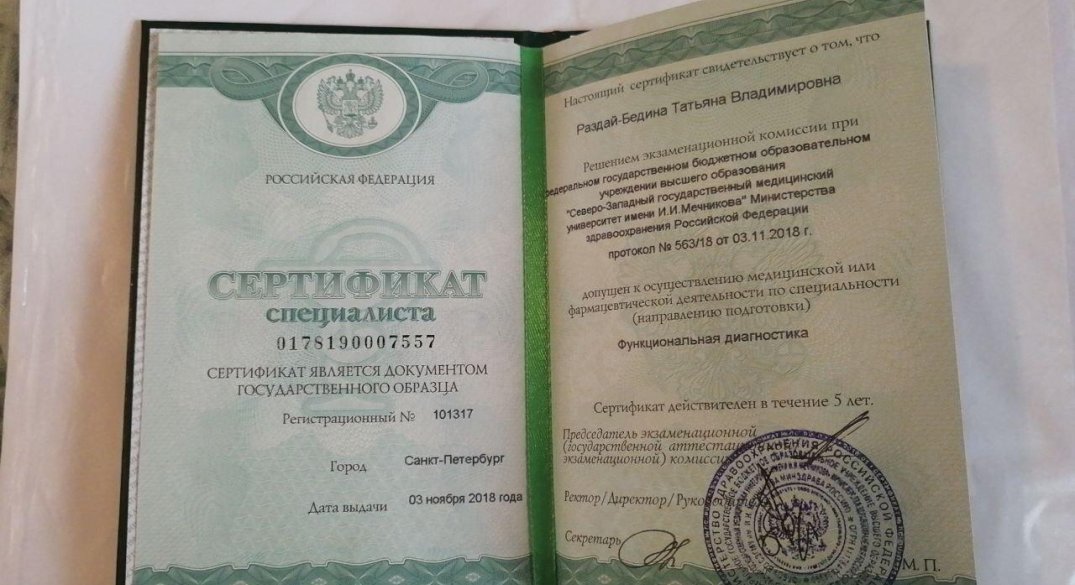 РОССИЙСКАЯ ФЕДЕРАЦИЯ
СЕРТИФИКАТ
специалиста
0178190007557
СЕРТИФИКАТ ЯВЛЯЕТСЯ ДОКУМЕНТОМ
ГОСУДАРСТВЕННОГО ОБРАЗЦА
Регистрационный № 101317
Город Санкт-Петербург
Дата выдачи 03 ноября 2018 года
Настоящий сертификат свидетельствует о том, что
Раздай-Бедина Татьяна Владимировна
Решением экзаменационной комиссии при
федеральном государственном бюджетном образовательном
учреждении высшего образования
"Северо-Западный государственный медицинский
университет имени И.И.Мечникова" Министерства
здравоохранения Российской Федерации
протокол № 563/18 от 03.11.2018 г.
допущен к осуществлению медицинской или
фармацевтической деятельности по специальности
(направлению подготовки)
Функциональная диагностика
Сертификат действителен в течение 5 лет.
Председатель экзаменационной
(государственной аттеста
экзаменационной) комисси
Ректор/Директор/Руко
Секретарь
М. П.